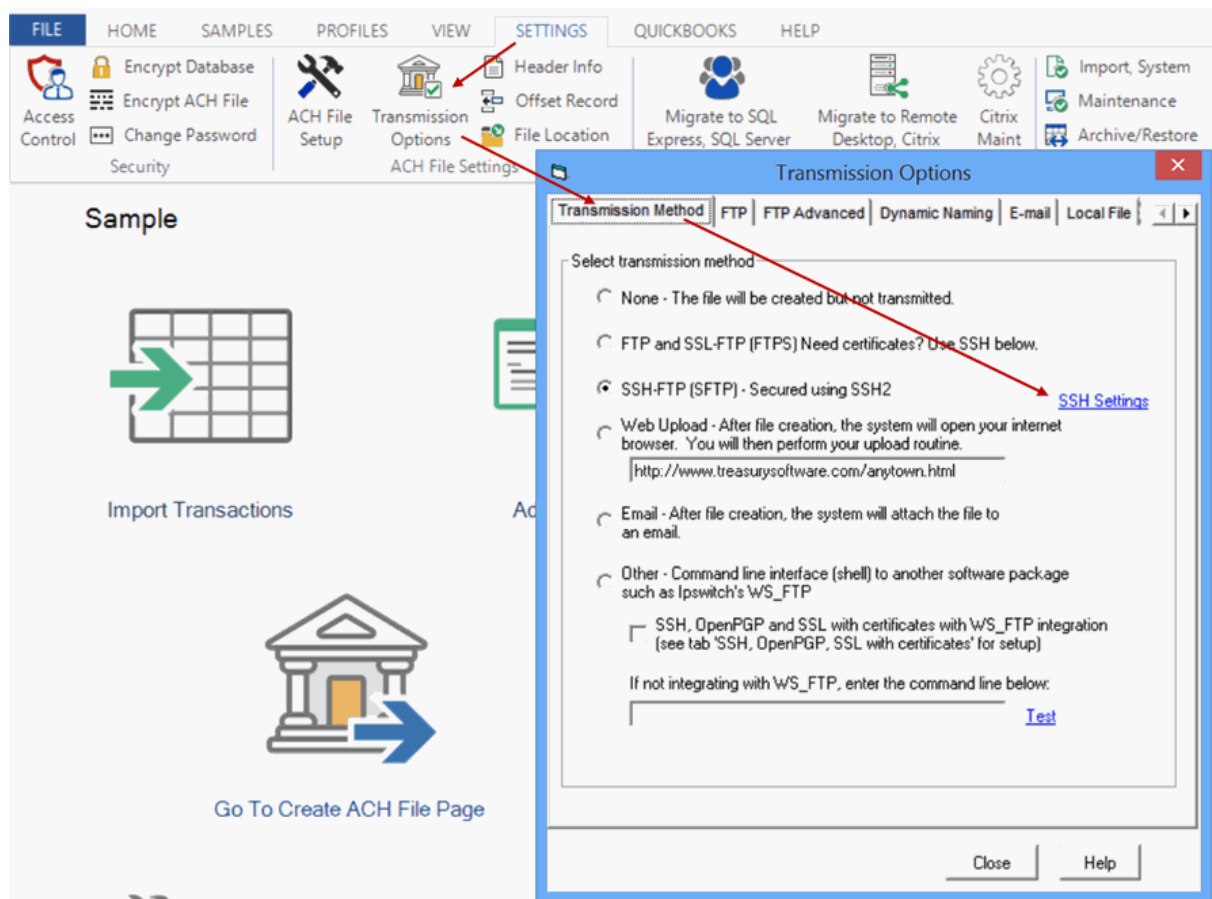 FILE HOME SAMPLES PROFILES VIEW SETTINGS QUICKBOOKS HELP
Access
Control
Encrypt Database
Encrypt ACH File
Change Password
Security
ACH File
Setup
Transmission
Options
Header Info
Offset Record
File Location
ACH File Settings
Migrate to SQL
Express, SQL Server
Migrate to Remote
Desktop, Citrix
Citrix
Maint
Import, System
Maintenance
Archive/Restore
Sample
Import Transactions
Ad
Go To Create ACH File Page
Transmission Options
Transmission Method FTP FTP Advanced Dynamic Naming E-mail Local File
Select transmission method
None - The file will be created but not transmitted.
FTP and SSL-FTP (FTPS) Need certificates? Use SSH below.
SSH-FTP (SFTP) - Secured using SSH2
SSH Settings
Web Upload - After file creation, the system will open your internet
browser. You will then perform your upload routine.
http://www.treasurysoftware.com/anytown.html
Email - After file creation, the system will attach the file to
an email.
Other - Command line interface (shell) to another software package
such as Ipswitch's WS_FTP
SSH, OpenPGP and SSL with certificates with WS_FTP integration
(see tab 'SSH, OpenPGP, SSL with certificates' for setup)
If not integrating with WS_FTP, enter the command line below:
Test
Close Help